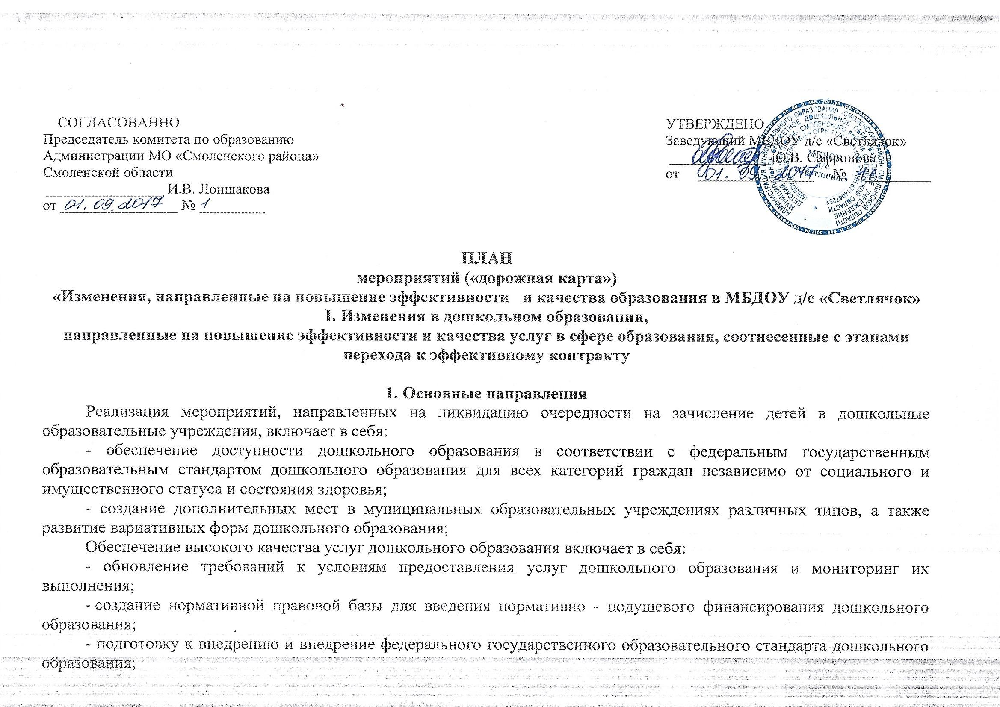 СОГЛАСОВАННО
Председатель комитета по образованию
Администрации МО «Смоленского района»
Смоленской области
И.В. Лонщакова
от 01.09.2017 № 1
УТВЕРЖДЕНО
Заведующий МБДОУ д/с «Светлячок»
Ю.В. Сафронова
от 01.09 2017 №
ПЛАН
мероприятий («дорожная карта»)
«Изменения, направленные на повышение эффективности и качества образования в МБДОУ д/с «Светлячок»
I. Изменения в дошкольном образовании,
направленные на повышение эффективности и качества услуг в сфере образования, соотнесенные с этапами
перехода к эффективному контракту
1. Основные направления
Реализация мероприятий, направленных на ликвидацию очередности на зачисление детей в дошкольные
образовательные учреждения, включает в себя:
- обеспечение доступности дошкольного образования в соответствии с федеральным государственным
образовательным стандартом дошкольного образования для всех категорий граждан независимо от социального и
имущественного статуса и состояния здоровья;
- создание дополнительных мест в муниципальных образовательных учреждениях различных типов, а также
развитие вариативных форм дошкольного образования;
Обеспечение высокого качества услуг дошкольного образования включает в себя:
- обновление требований к условиям предоставления услуг дошкольного образования и мониторинг их
выполнения;
- создание нормативной правовой базы для введения нормативно - подушевого финансирования дошкольного
образования;
- подготовку к внедрению и внедрение федерального государственного образовательного стандарта дошкольного
образования;